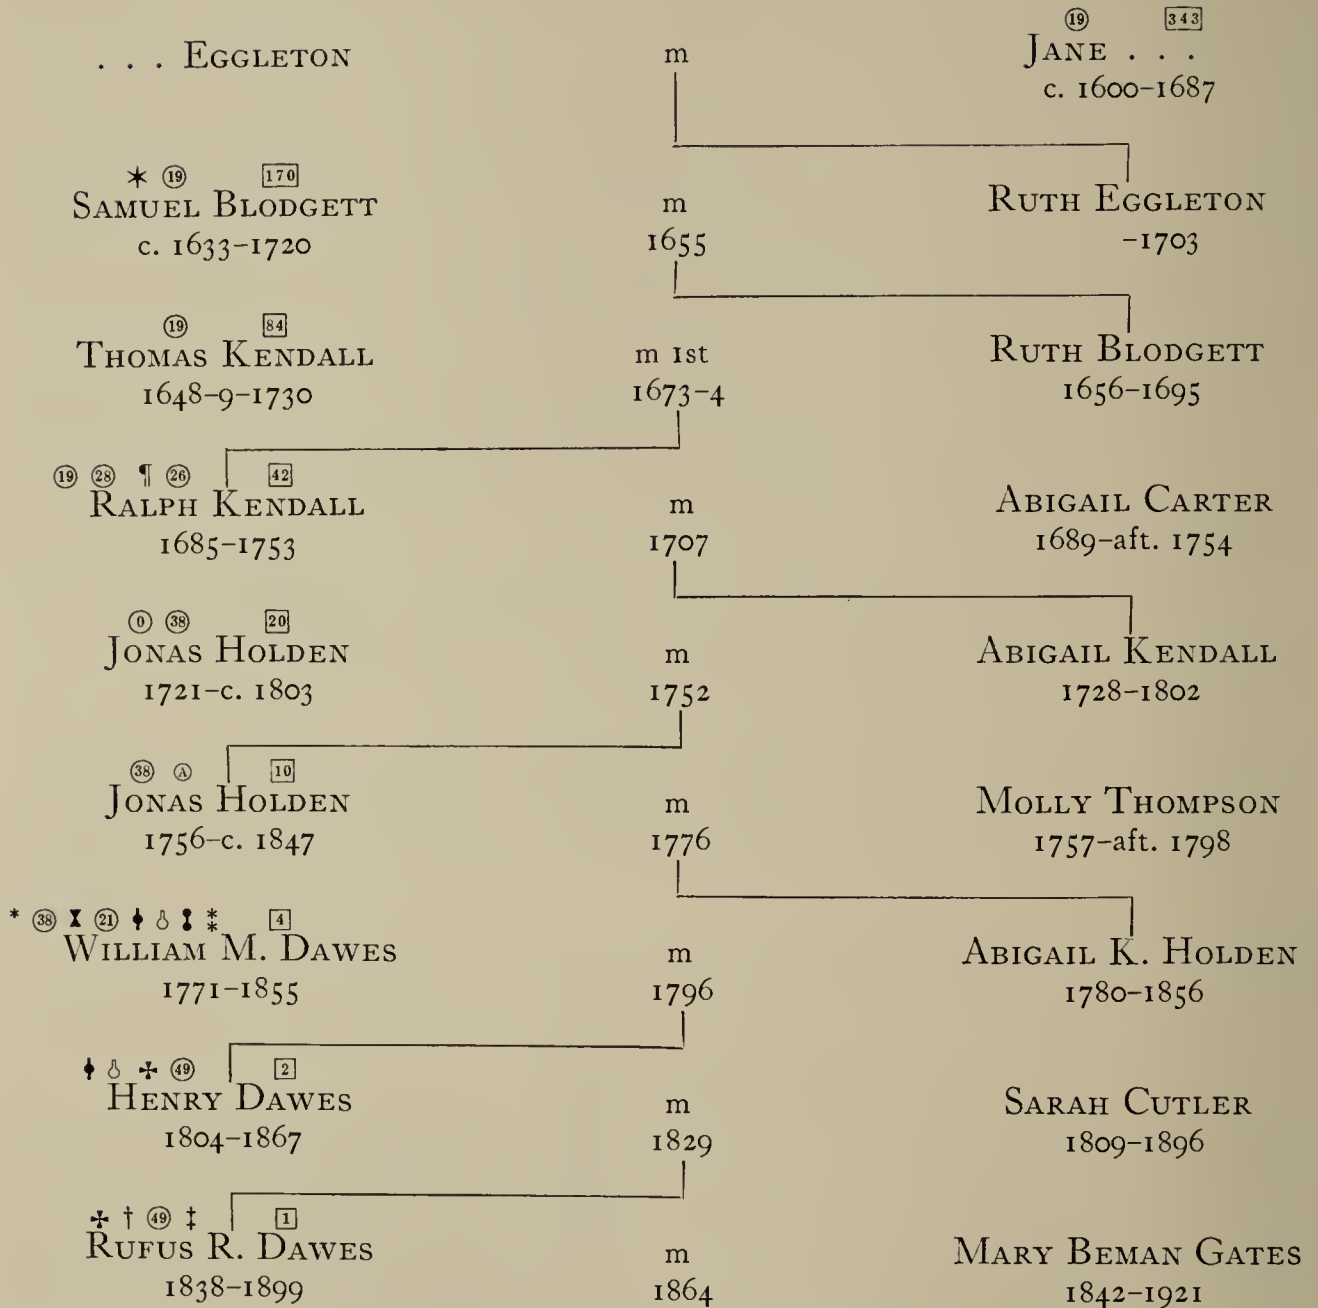 ⑲ 343
. . . EGGLETON m JANE . . .
c. 1600–1687
✶ ⑲ 170
SAMUEL BLODGETT m RUTH EGGLETON
c. 1633–1720 1655 –1703
⑲ 84
THOMAS KENDALL m 1st RUTH BLODGETT
1648–9–1730 1673–4 1656–1695
⑲ ㉘ ¶ ㉖ 42
RALPH KENDALL m ABIGAIL CARTER
1685–1753 1707 1689–aft. 1754
⓪ ㊳ 20
JONAS HOLDEN m ABIGAIL KENDALL
1721–c. 1803 1752 1728–1802
㊳ Ⓐ 10
JONAS HOLDEN m MOLLY THOMPSON
1756–c. 1847 1776 1757–aft. 1798
* ㊳ ㉑ ⁑ 4
WILLIAM M. DAWES m ABIGAIL K. HOLDEN
1771–1855 1796 1780–1856
✢ ㊾ 2
HENRY DAWES m SARAH CUTLER
1804–1867 1829 1809–1896
✢ † ㊾ ‡ 1
RUFUS R. DAWES m MARY BEMAN GATES
1838–1899 1864 1842–1921